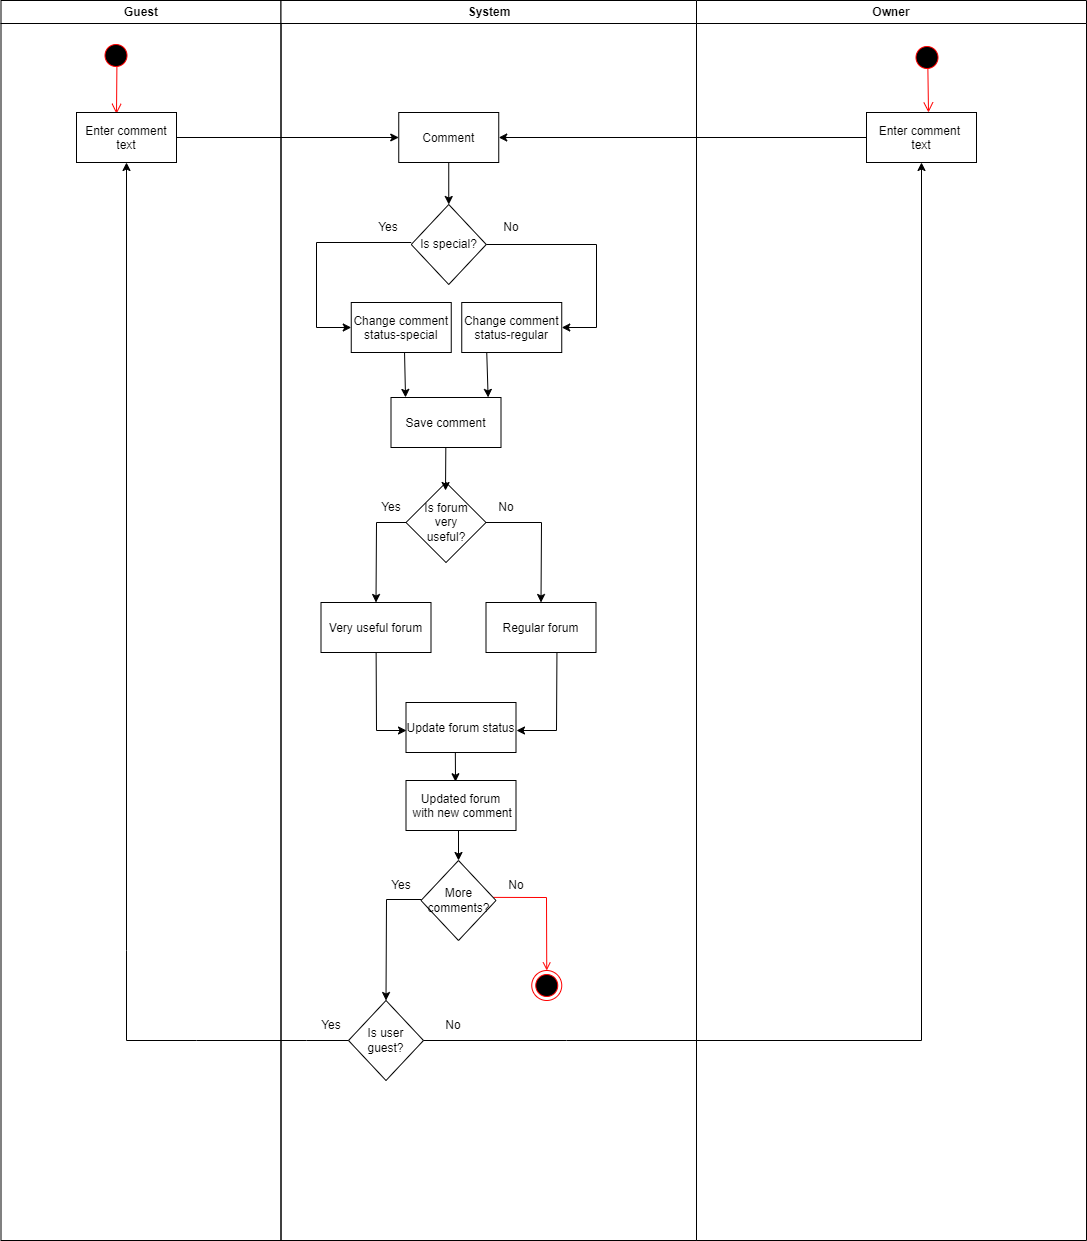 Guest
System
Owner
Enter comment
text
Comment
Enter comment
text
Yes
No
Is special?
Change comment
status-special
Change comment
status-regular
Save comment
Yes
No
Is forum
very
useful?
Very useful forum
Regular forum
Update forum status
Updated forum
with new comment
Yes
No
More
comments?
Yes
No
Is user
guest?